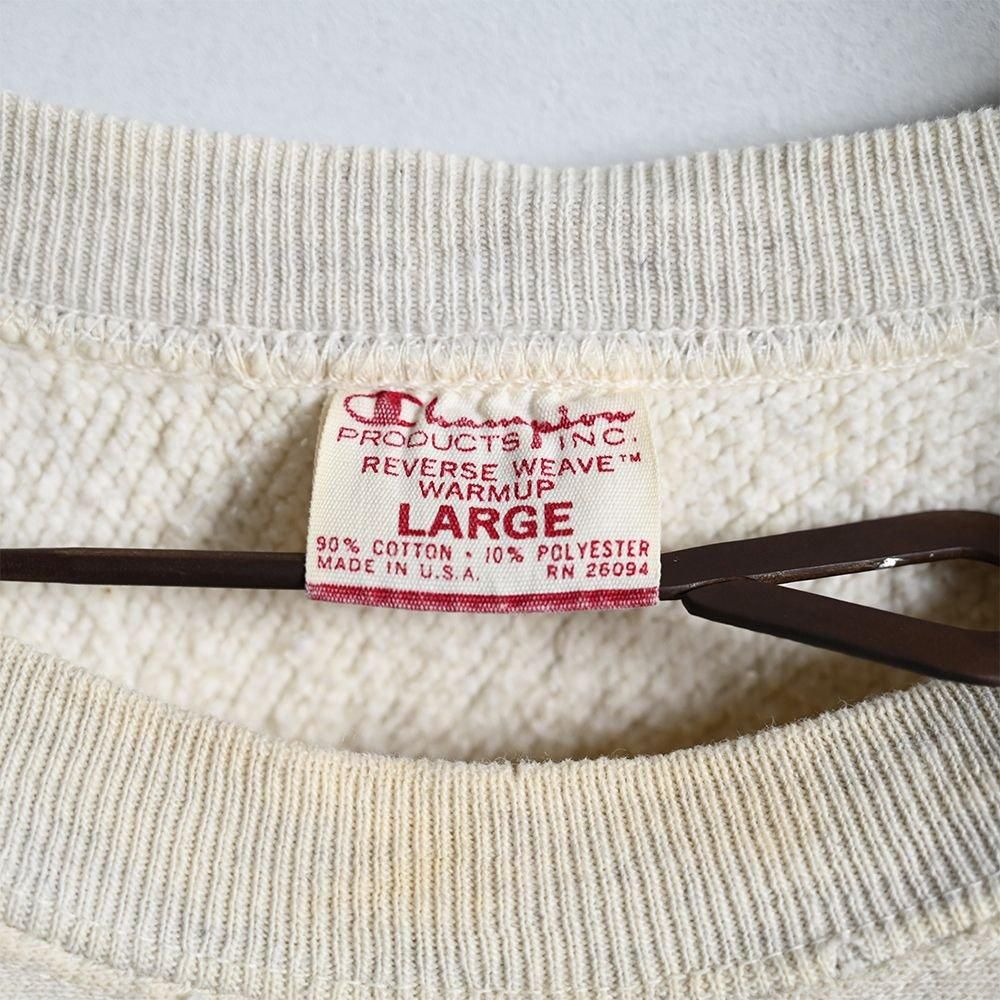 Champion
PRODUCTS INC.
REVERSE WEAVE™
WARMUP
LARGE
90% COTTON · 10% POLYESTER
MADE IN U.S.A. RN 26094